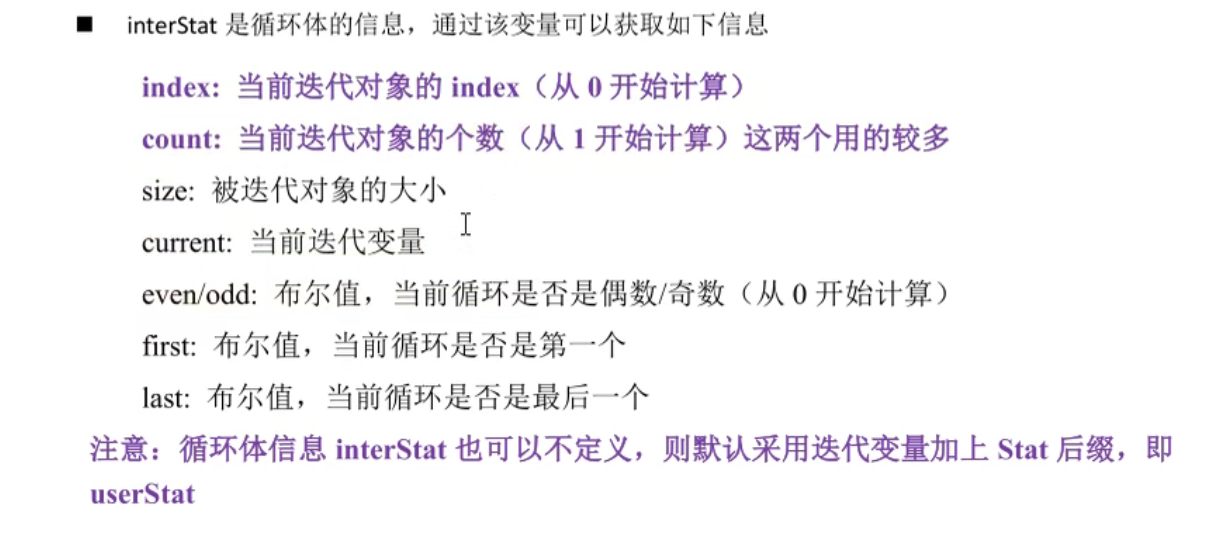 ■ interStat 是循环体的信息，通过该变量可以获取如下信息
index: 当前迭代对象的 index（从 0 开始计算）
count: 当前迭代对象的个数（从 1 开始计算）这两个用的较多
size: 被迭代对象的大小
current: 当前迭代变量
even/odd: 布尔值，当前循环是否是偶数/奇数（从 0 开始计算）
first: 布尔值，当前循环是否是第一个
last: 布尔值，当前循环是否是最后一个
注意：循环体信息 interStat 也可以不定义，则默认采用迭代变量加上 Stat 后缀，即
userStat